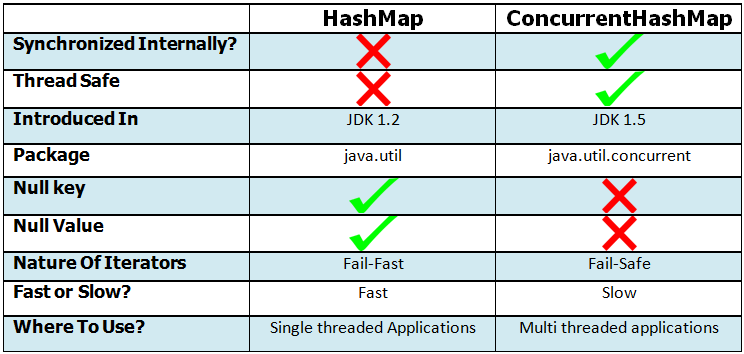 HashMap ConcurrentHashMap
Synchronized Internally?
Thread Safe
Introduced In JDK 1.2 JDK 1.5
Package java.util java.util.concurrent
Null key
Null Value
Nature Of Iterators Fail-Fast Fail-Safe
Fast or Slow? Fast Slow
Where To Use? Single threaded Applications Multi threaded applications